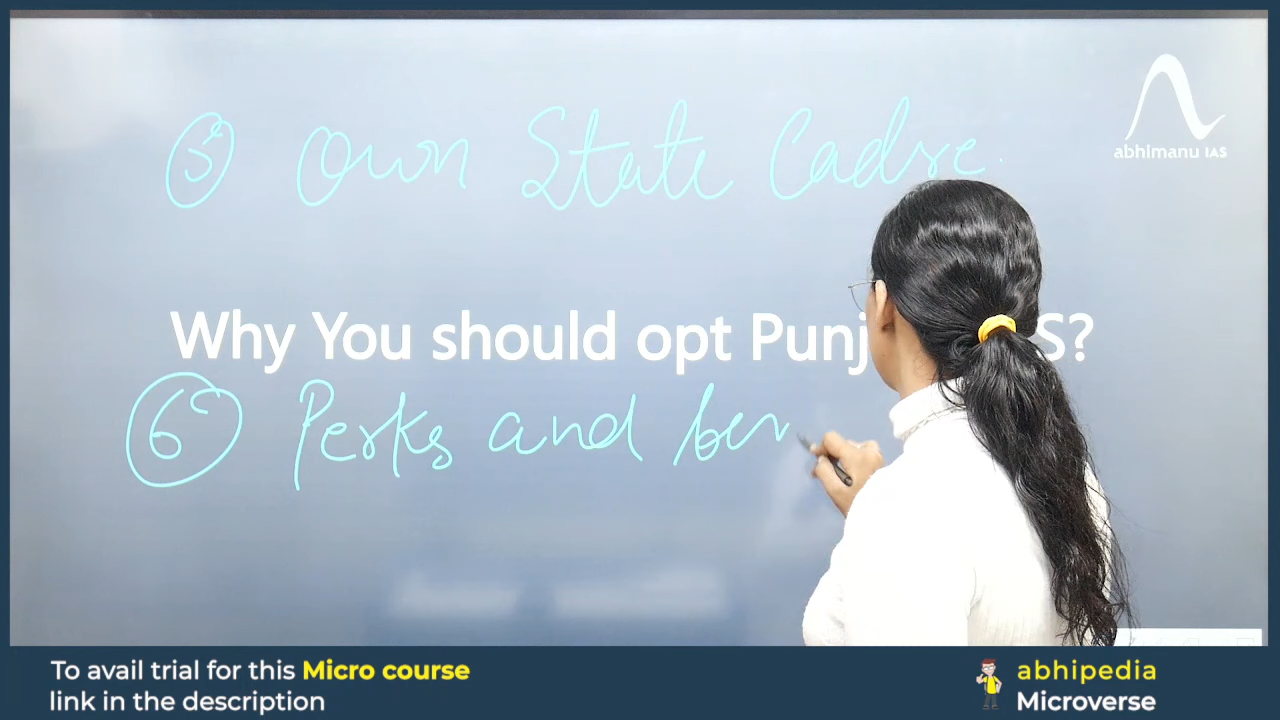 5 Own State Cadre.
abhimanu IAS
Why You should opt Punj S?
6 Perks and ben
To avail trial for this Micro course
link in the description
abhipedia
Microverse